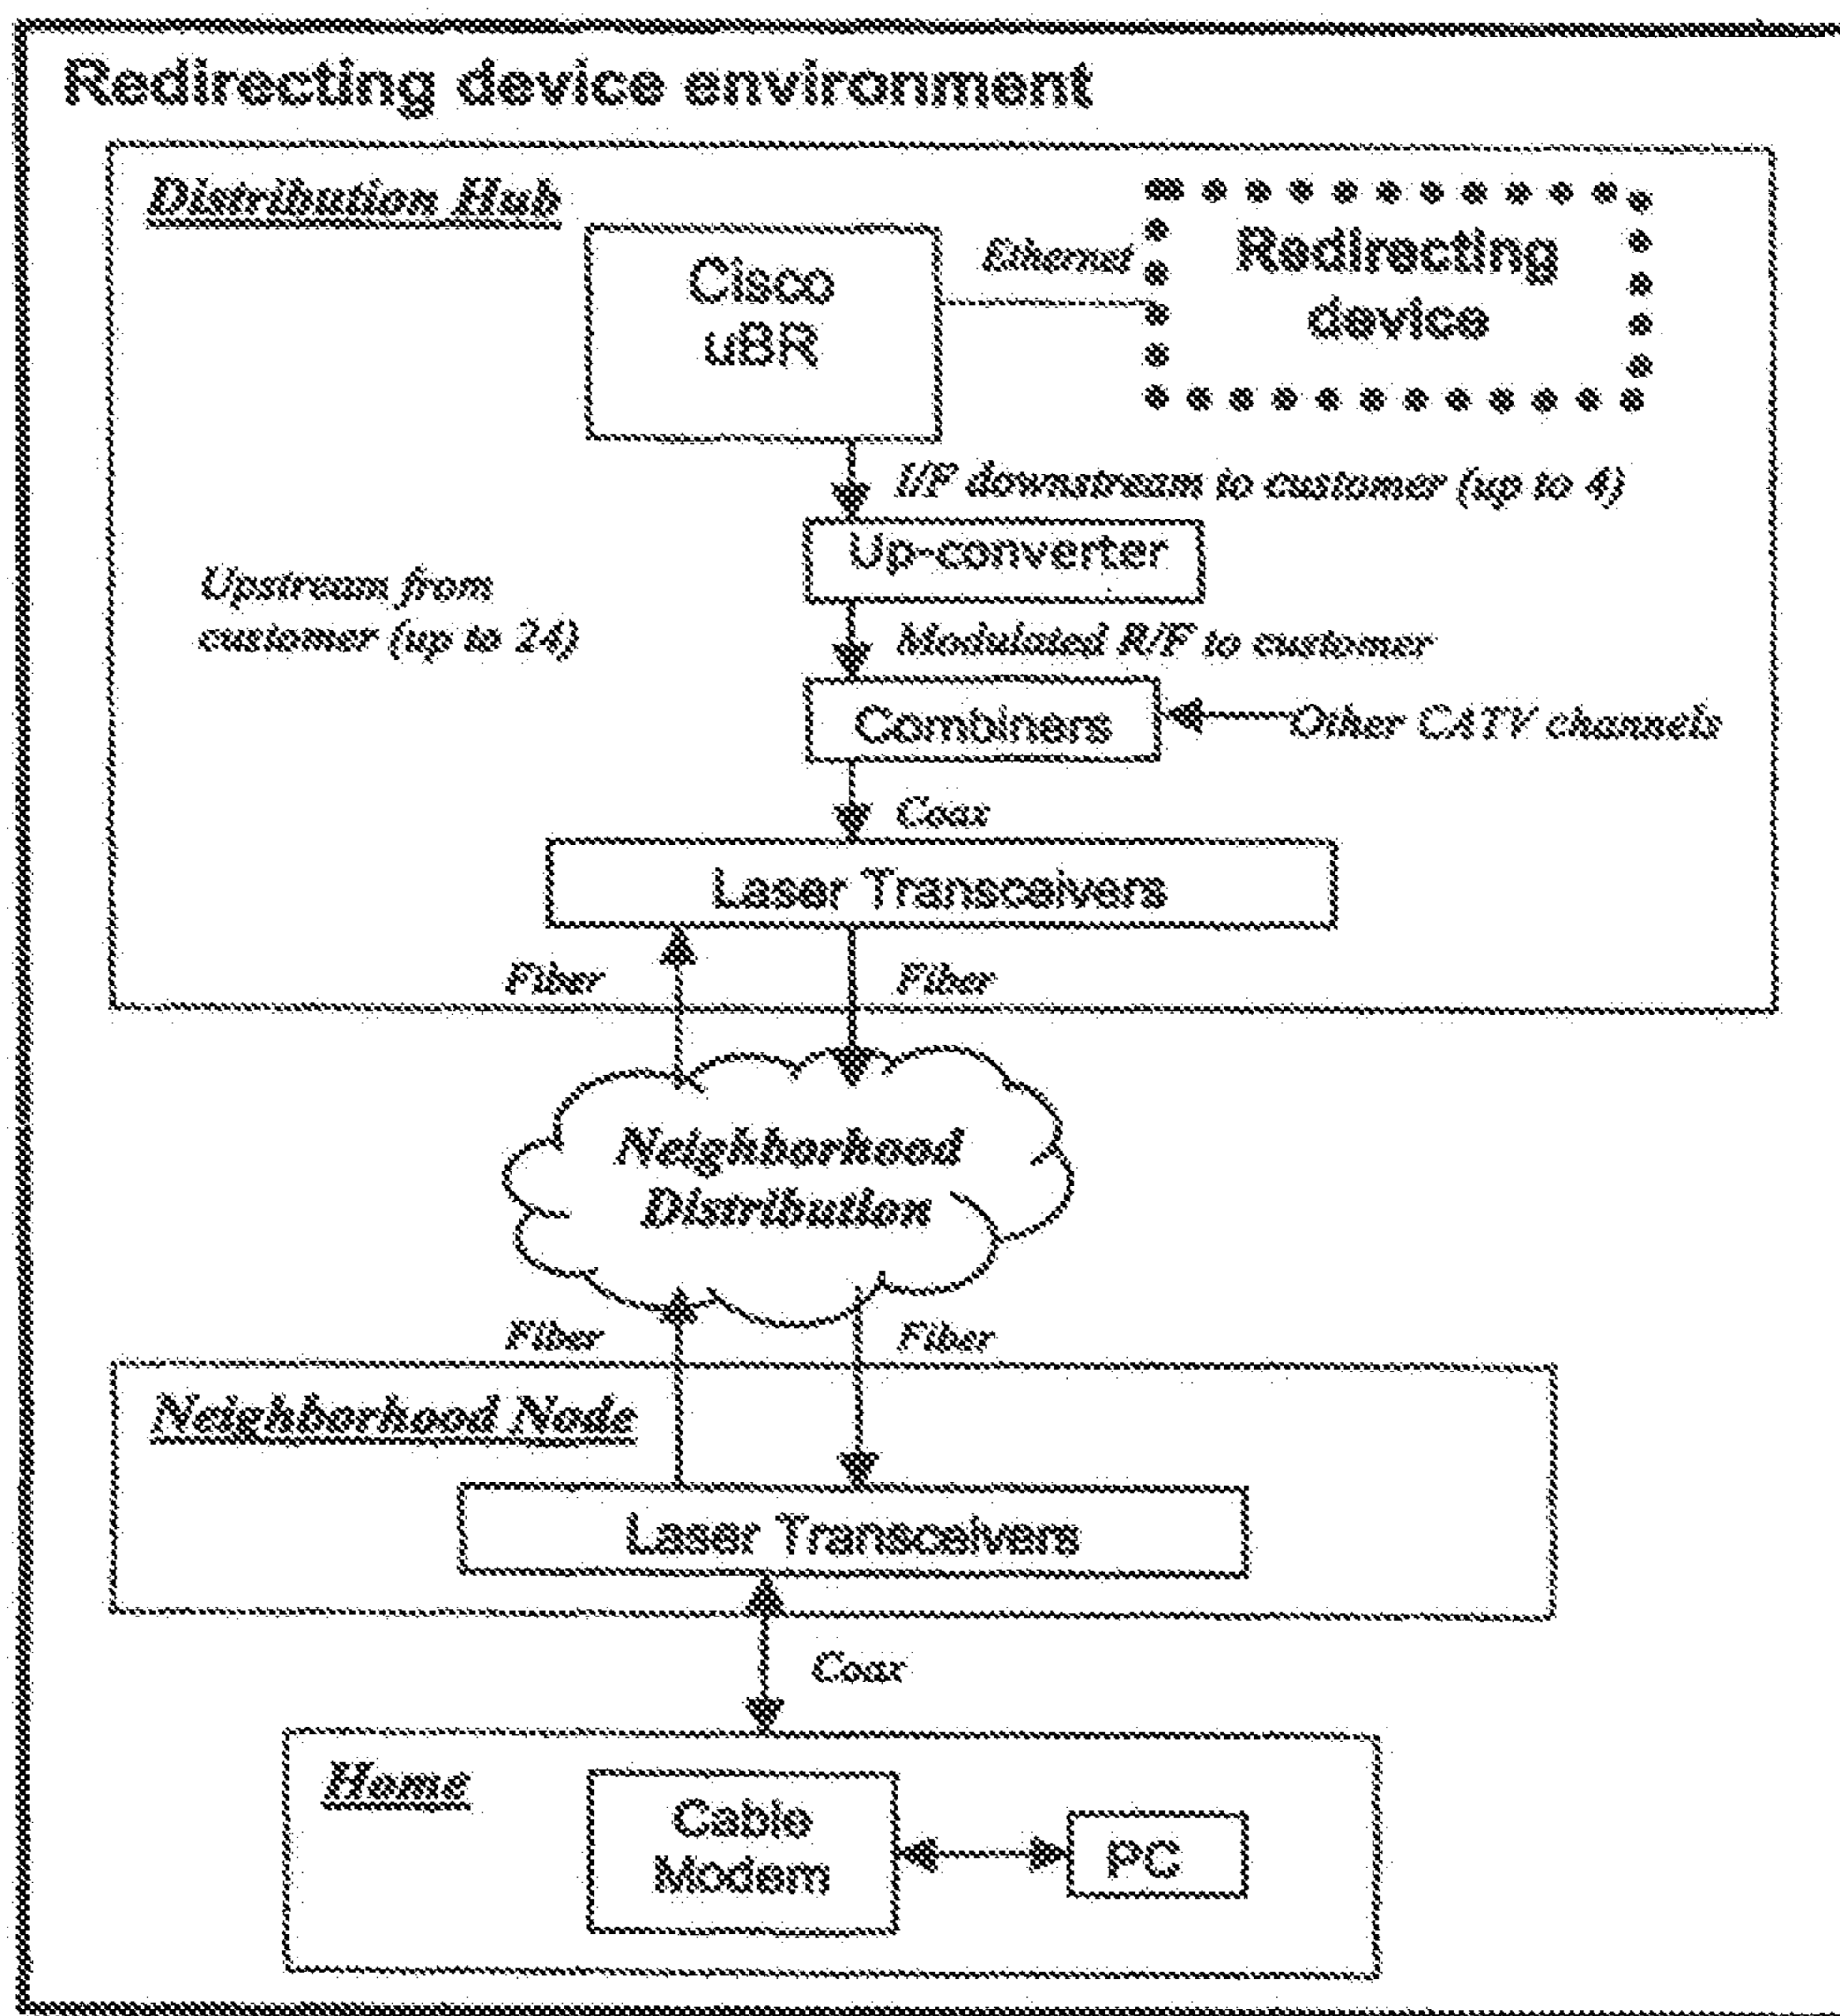 Redirecting device environment
Distribution Hub
Cisco
uBR
Ethernet
Redirecting
device
I/F downstream to customer (up to 4)
Up-converter
Upstream from
customer (up to 24)
Modulated R/F to customer
Combiners
Other CATV channels
Coax
Laser Transceivers
Fiber
Fiber
Neighborhood
Distribution
Fiber
Fiber
Neighborhood Node
Laser Transceivers
Coax
Home
Cable
Modem
PC